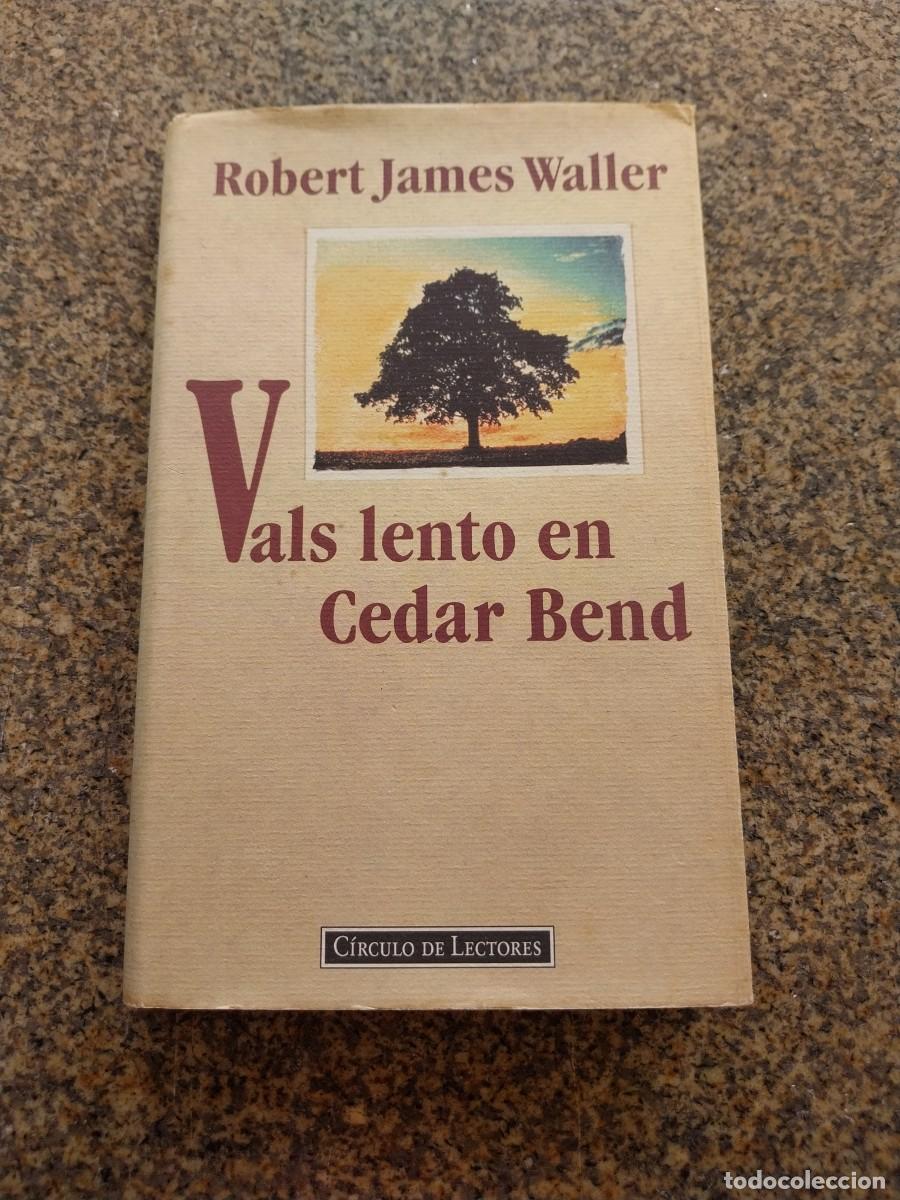 Robert James Waller
Vals lento en
Cedar Bend
CÍRCULO DE LECTORES
todocoleccion